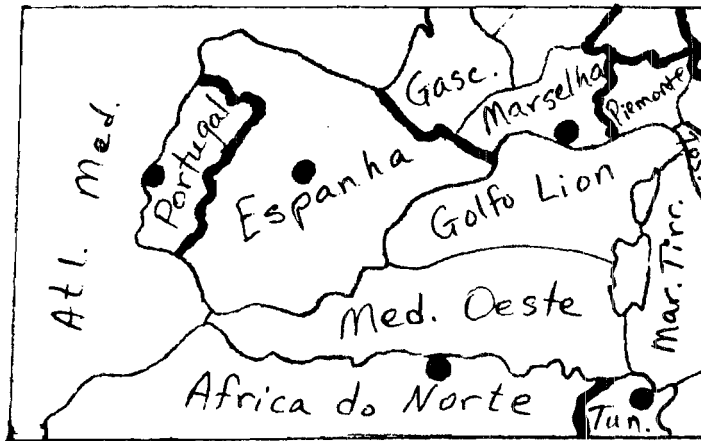 Gasc.
Marselha
Piemonte
Atl. Med.
Portugal
Espanha
Golfo Lion
Mar. Tirr.
Med. Oeste
Africa do Norte
Tun.